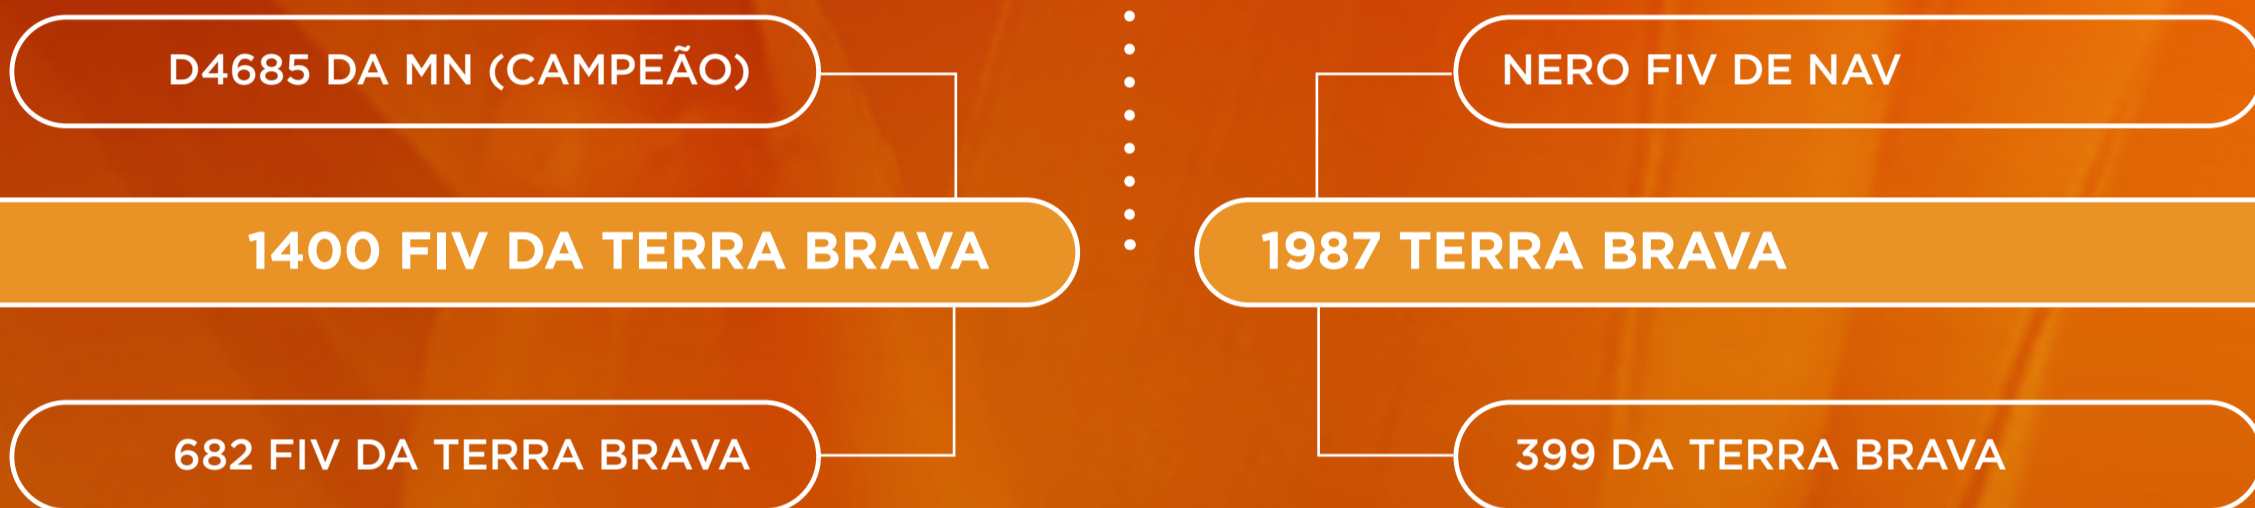 D4685 DA MN (CAMPEÃO)
1400 FIV DA TERRA BRAVA
682 FIV DA TERRA BRAVA
NERO FIV DE NAV
1987 TERRA BRAVA
399 DA TERRA BRAVA